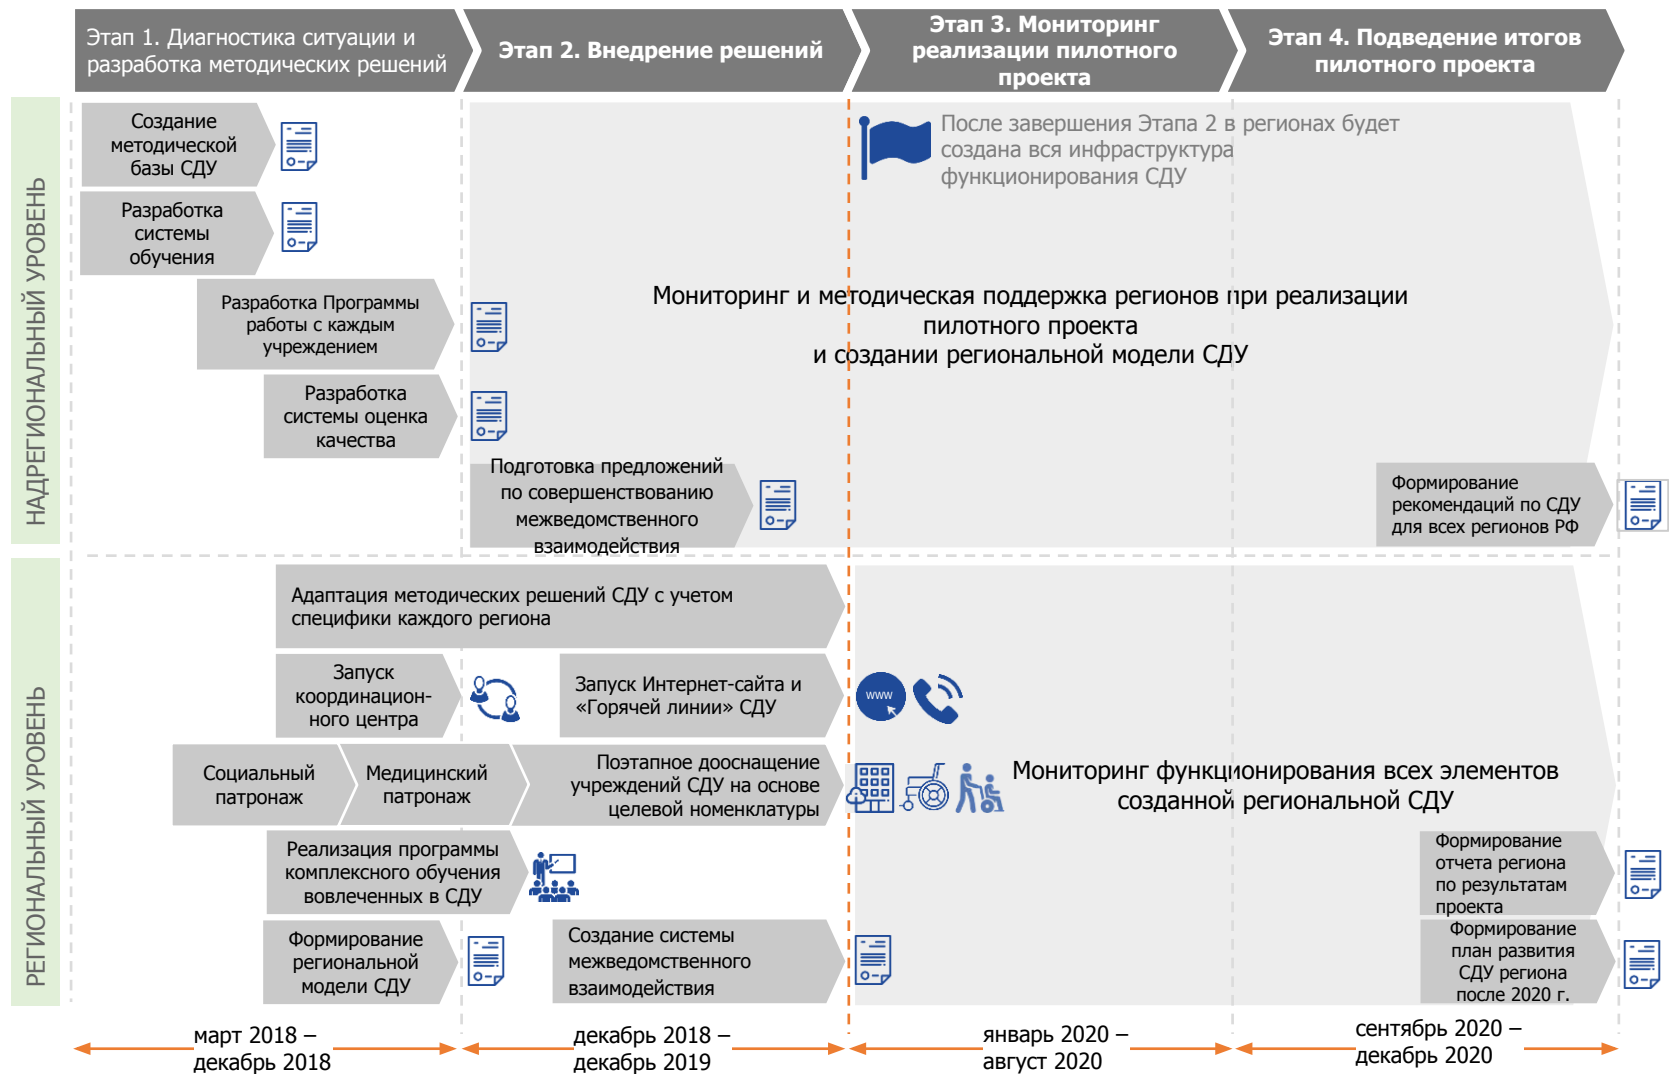 Этап 1. Диагностика ситуации и
разработка методических решений
Этап 2. Внедрение решений
Этап 3. Мониторинг
реализации пилотного
проекта
Этап 4. Подведение итогов
пилотного проекта
НАДРЕГИОНАЛЬНЫЙ УРОВЕНЬ
Создание
методической
базы СДУ
После завершения Этапа 2 в регионах будет
создана вся инфраструктура
функционирования СДУ
Разработка
системы
обучения
Разработка Программы
работы с каждым
учреждением
Мониторинг и методическая поддержка регионов при реализации
пилотного проекта
и создании региональной модели СДУ
Разработка
системы оценка
качества
Подготовка предложений
по совершенствованию
межведомственного
взаимодействия
Формирование
рекомендаций по СДУ
для всех регионов РФ
РЕГИОНАЛЬНЫЙ УРОВЕНЬ
Адаптация методических решений СДУ с учетом
специфики каждого региона
Запуск
координацион-
ного центра
Запуск Интернет-сайта и
«Горячей линии» СДУ
www
Социальный
патронаж
Медицинский
патронаж
Поэтапное дооснащение
учреждений СДУ на основе
целевой номенклатуры
Мониторинг функционирования всех элементов
созданной региональной СДУ
Реализация программы
комплексного обучения
вовлеченных в СДУ
Формирование
отчета региона
по результатам
проекта
Формирование
региональной
модели СДУ
Создание системы
межведомственного
взаимодействия
Формирование
план развития
СДУ региона
после 2020 г.
март 2018 –
декабрь 2018
декабрь 2018 –
декабрь 2019
январь 2020 –
август 2020
сентябрь 2020 –
декабрь 2020